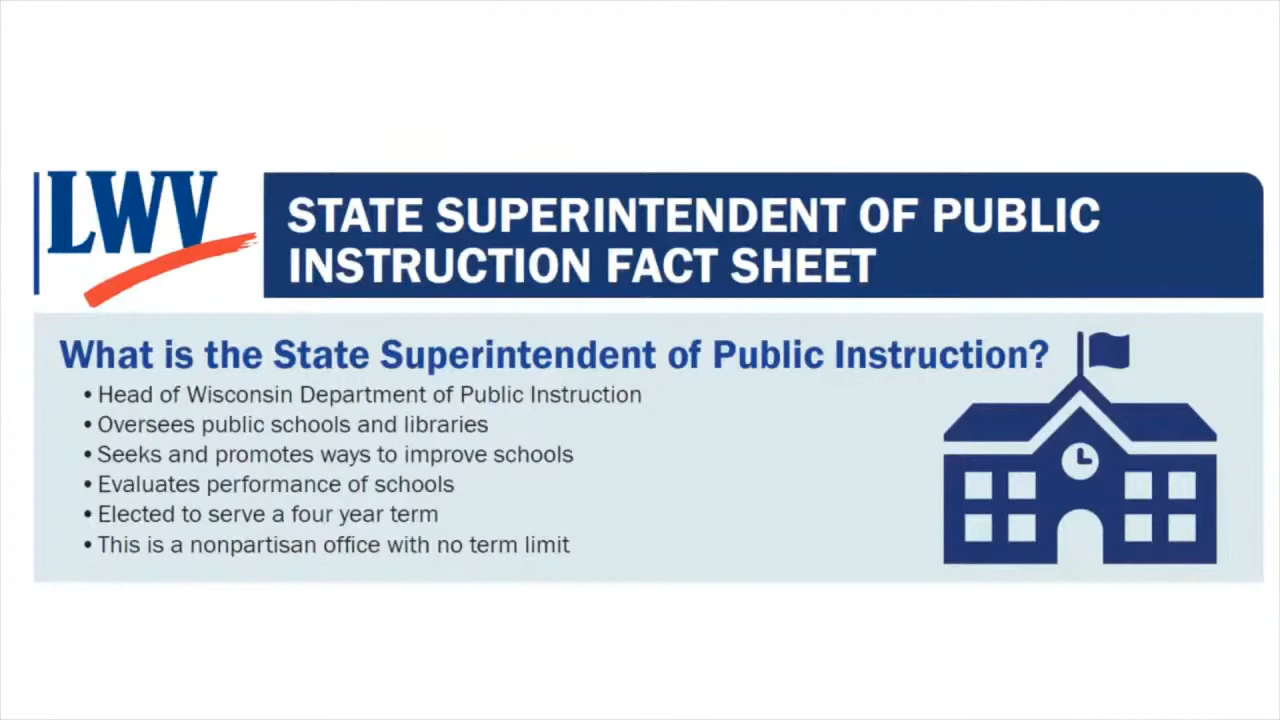 LWV
STATE SUPERINTENDENT OF PUBLIC
INSTRUCTION FACT SHEET
What is the State Superintendent of Public Instruction?
• Head of Wisconsin Department of Public Instruction
• Oversees public schools and libraries
• Seeks and promotes ways to improve schools
• Evaluates performance of schools
• Elected to serve a four year term
• This is a nonpartisan office with no term limit